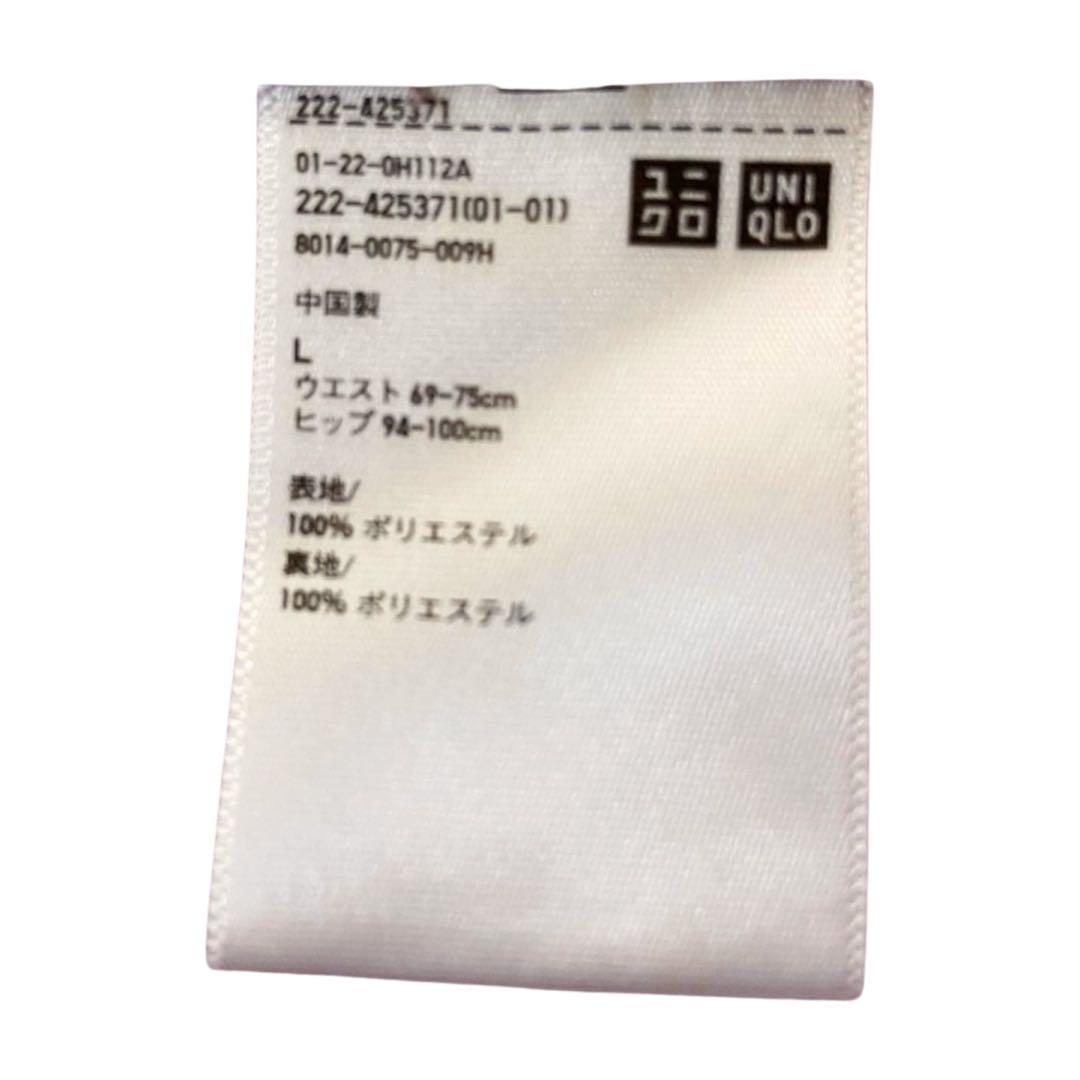 222-425371
01-22-0H112A
222-425371(01-01)
8014-0075-009H
ユニ
クロ
UNI
QLO
中国製
L
ウエスト 69-75cm
ヒップ 94-100cm
表地/
100% ポリエステル
裏地/
100% ポリエステル